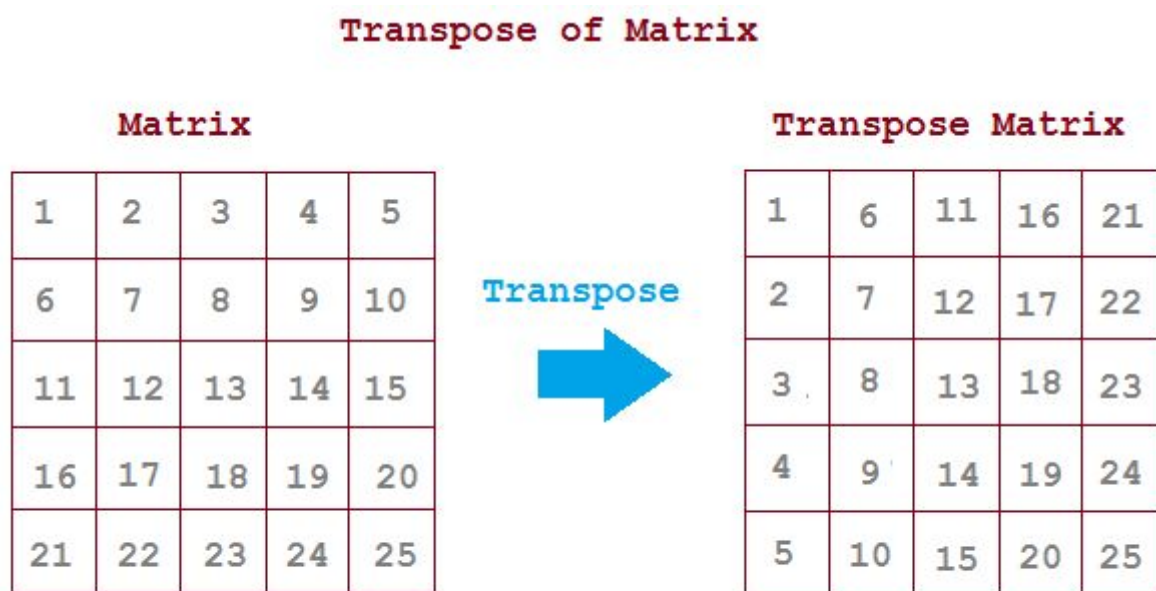 Transpose of Matrix
Matrix
1 2 3 4 5
6 7 8 9 10
11 12 13 14 15
16 17 18 19 20
21 22 23 24 25
Transpose
Transpose Matrix
1 6 11 16 21
2 7 12 17 22
3 8 13 18 23
4 9 14 19 24
5 10 15 20 25